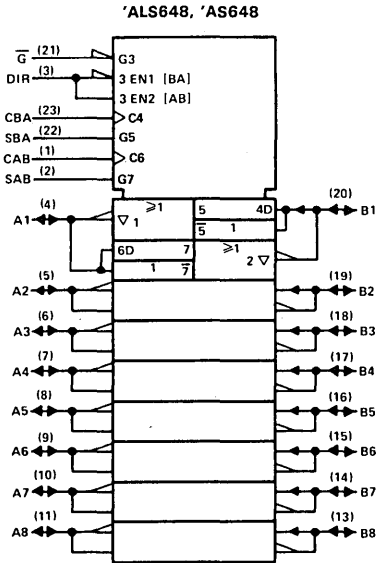 'ALS648, 'AS648
G̅ (21) G3
DIR (3) 3 EN1 [BA]
3 EN2 [AB]
CBA (23) C4
SBA (22) G5
CAB (1) C6
SAB (2) G7
A1 (4) ⩾1 ▽ 1 5 4D (20) B1
5̅ 1
6D 7 ⩾1
1 7̅ 2 ▽
A2 (5) (19) B2
A3 (6) (18) B3
A4 (7) (17) B4
A5 (8) (16) B5
A6 (9) (15) B6
A7 (10) (14) B7
A8 (11) (13) B8